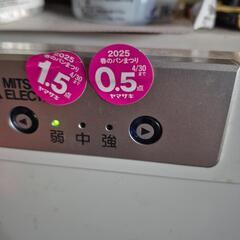 2025
春のパンまつり
4/30まで
1.5点
ヤマザキ
2025
春のパンまつり
4/30まで
0.5点
ヤマザキ
MITS
ELECT
弱 中 強